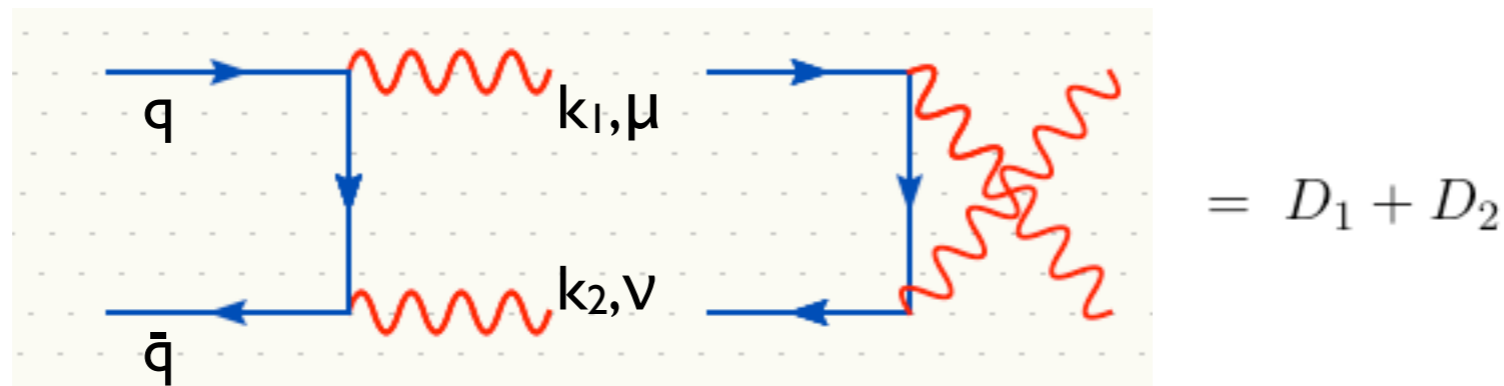 q
k₁,μ
= D₁ + D₂
k₂,ν
q̄